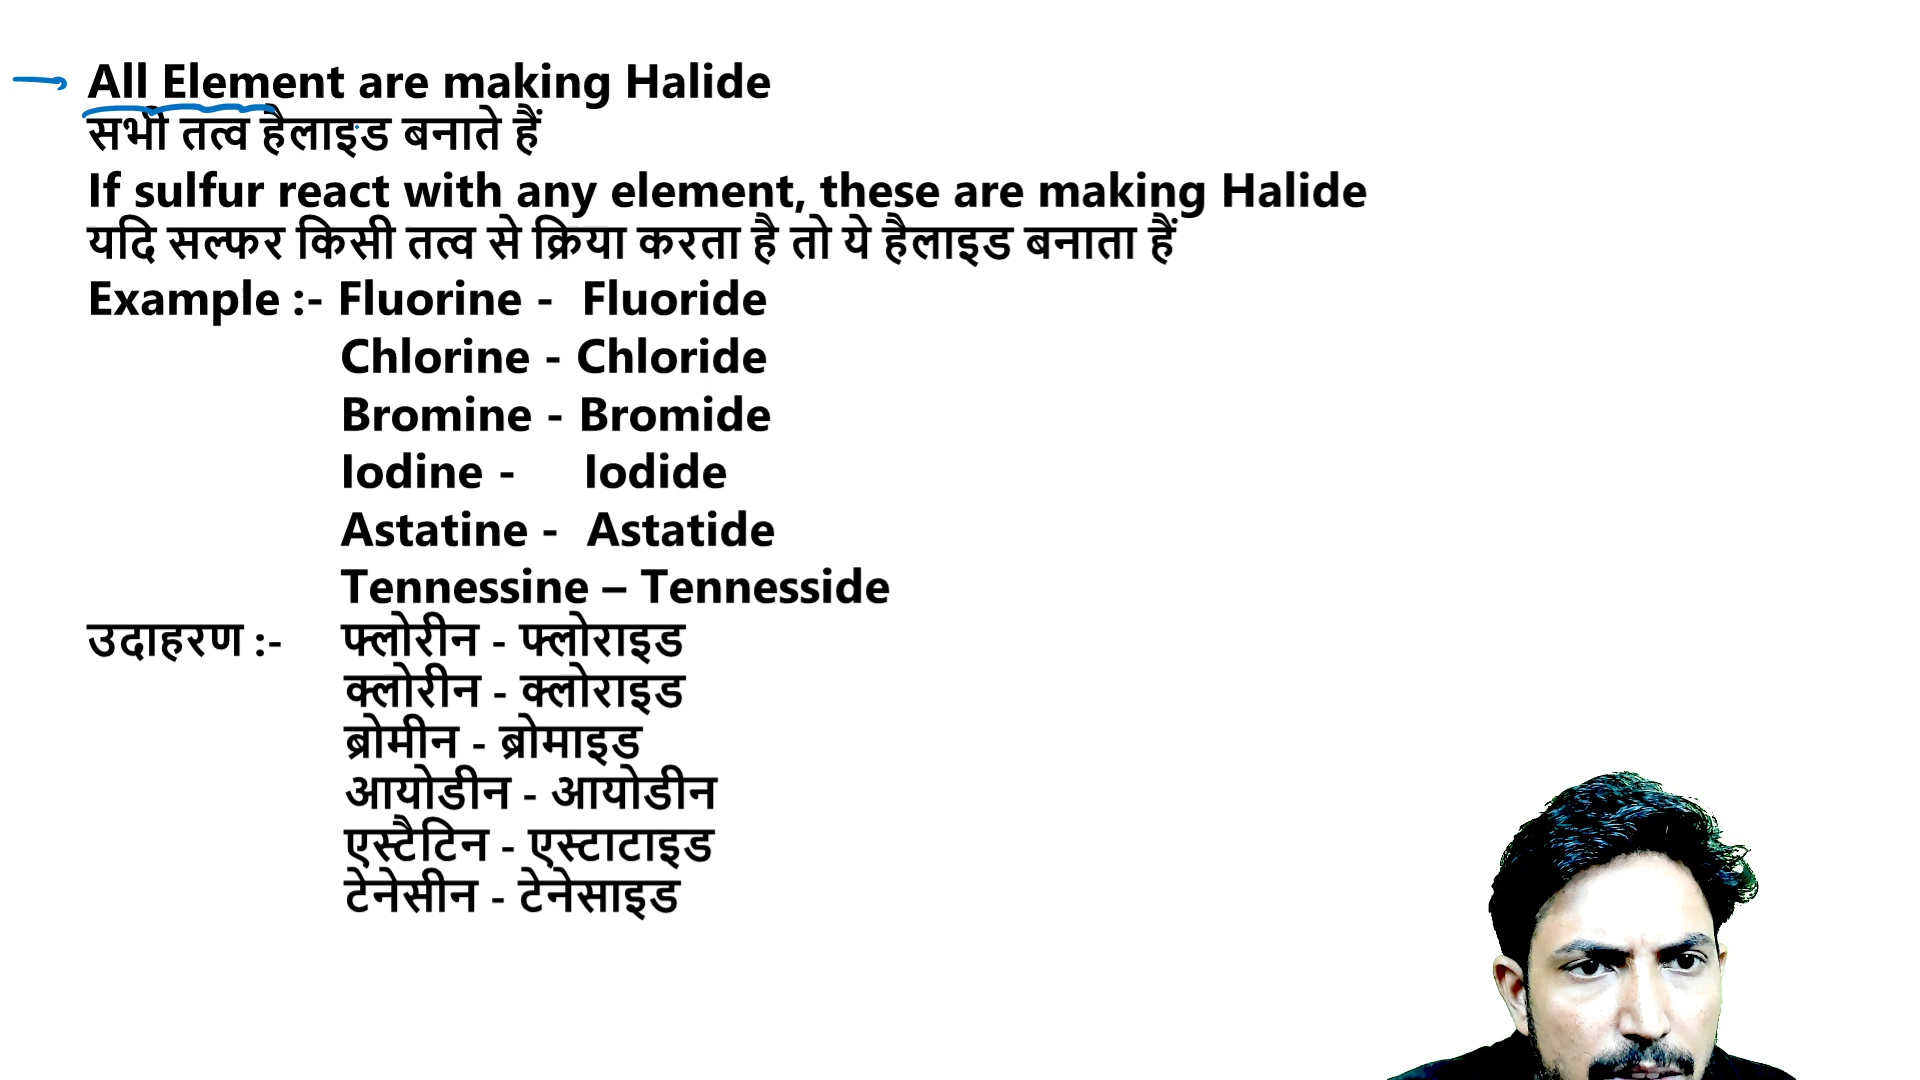 All Element are making Halide
सभी तत्व हैलाइड बनाते हैं
If sulfur react with any element, these are making Halide
यदि सल्फर किसी तत्व से क्रिया करता है तो ये हैलाइड बनाता हैं
Example :- Fluorine - Fluoride
Chlorine - Chloride
Bromine - Bromide
Iodine - Iodide
Astatine - Astatide
Tennessine – Tennesside
उदाहरण :- फ्लोरीन - फ्लोराइड
क्लोरीन - क्लोराइड
ब्रोमीन - ब्रोमाइड
आयोडीन - आयोडीन
एस्टैटिन - एस्टाटाइड
टेनेसीन - टेनेसाइड